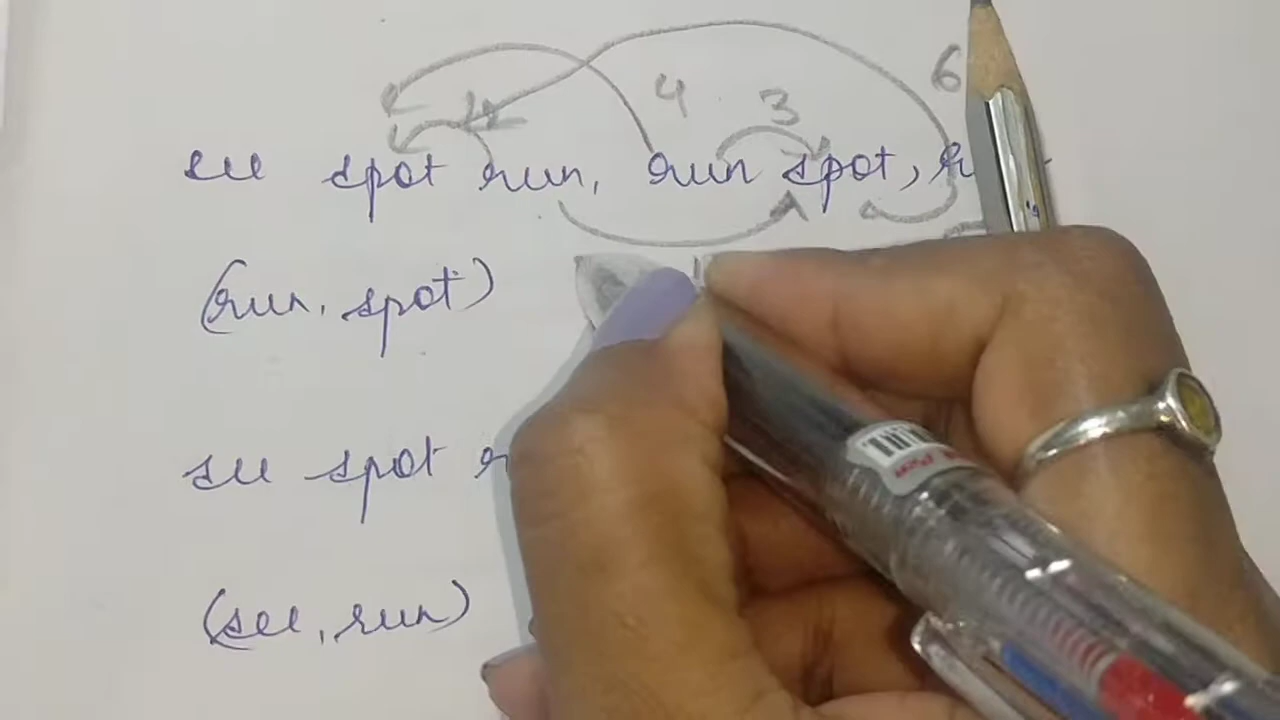 6
4 3
see spot run, run spot,
(run, spot)
see spot
(see, run)